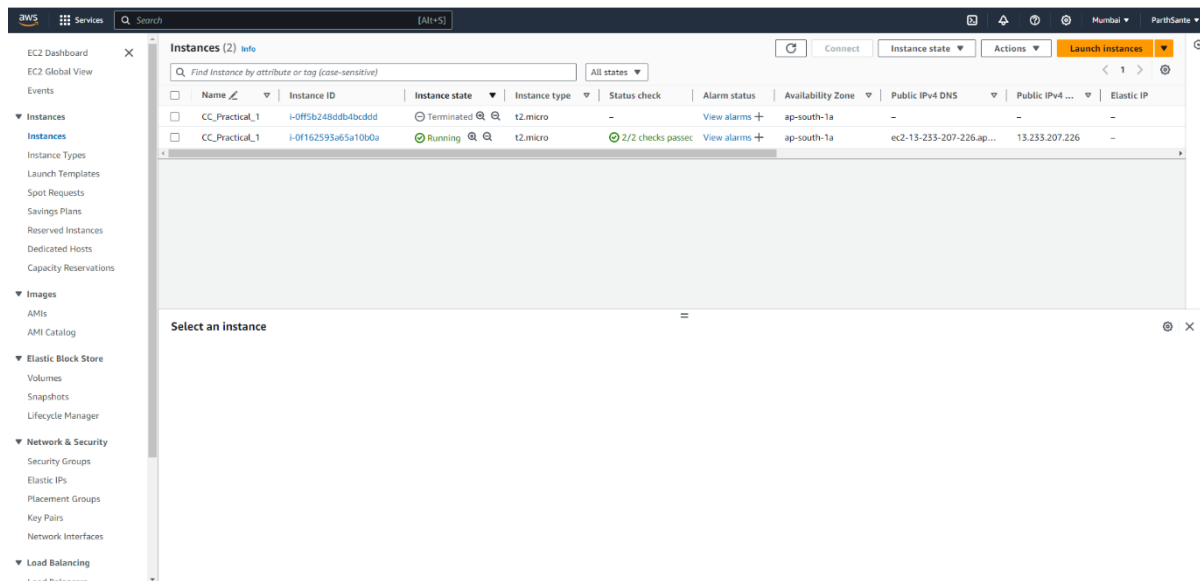 aws Services Search [Alt+S] Mumbai ParthSante
EC2 Dashboard
EC2 Global View
Events
Instances
Instances
Instance Types
Launch Templates
Spot Requests
Savings Plans
Reserved Instances
Dedicated Hosts
Capacity Reservations
Images
AMIs
AMI Catalog
Elastic Block Store
Volumes
Snapshots
Lifecycle Manager
Network & Security
Security Groups
Elastic IPs
Placement Groups
Key Pairs
Network Interfaces
Load Balancing
Instances (2) Info Connect Instance state Actions Launch instances
Find Instance by attribute or tag (case-sensitive) All states 1
Name Instance ID Instance state Instance type Status check Alarm status Availability Zone Public IPv4 DNS Public IPv4 ... Elastic IP
CC_Practical_1 i-0ff5b248ddb4bcddd Terminated t2.micro – View alarms + ap-south-1a – – –
CC_Practical_1 i-0f162593a65a10b0a Running t2.micro 2/2 checks passec View alarms + ap-south-1a ec2-13-233-207-226.ap... 13.233.207.226 –
Select an instance